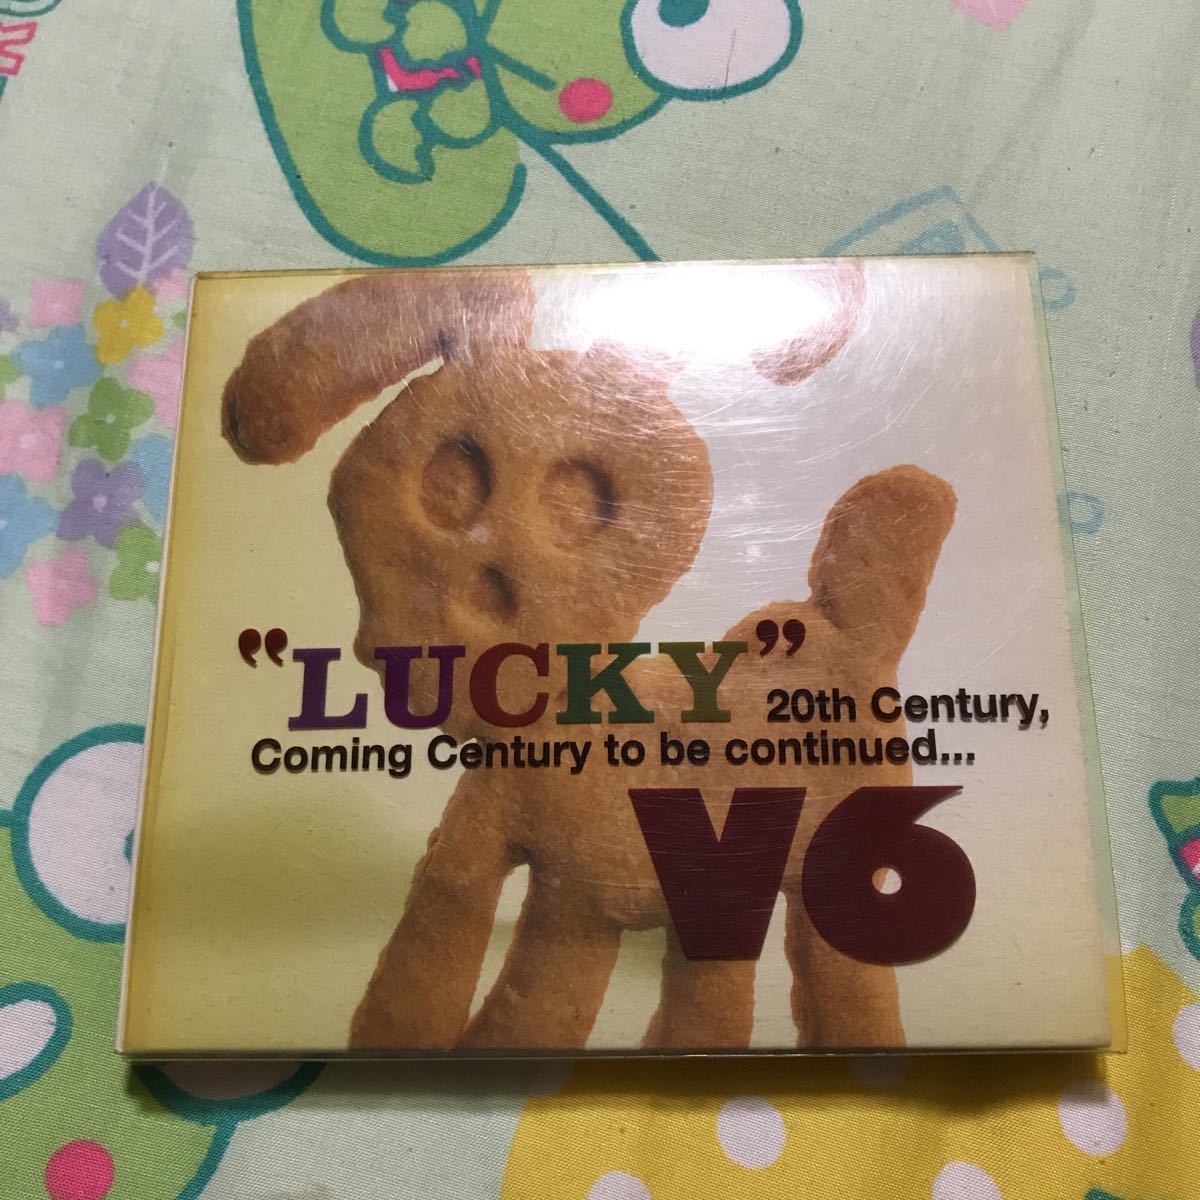 “LUCKY” 20th Century,
Coming Century to be continued...
V6